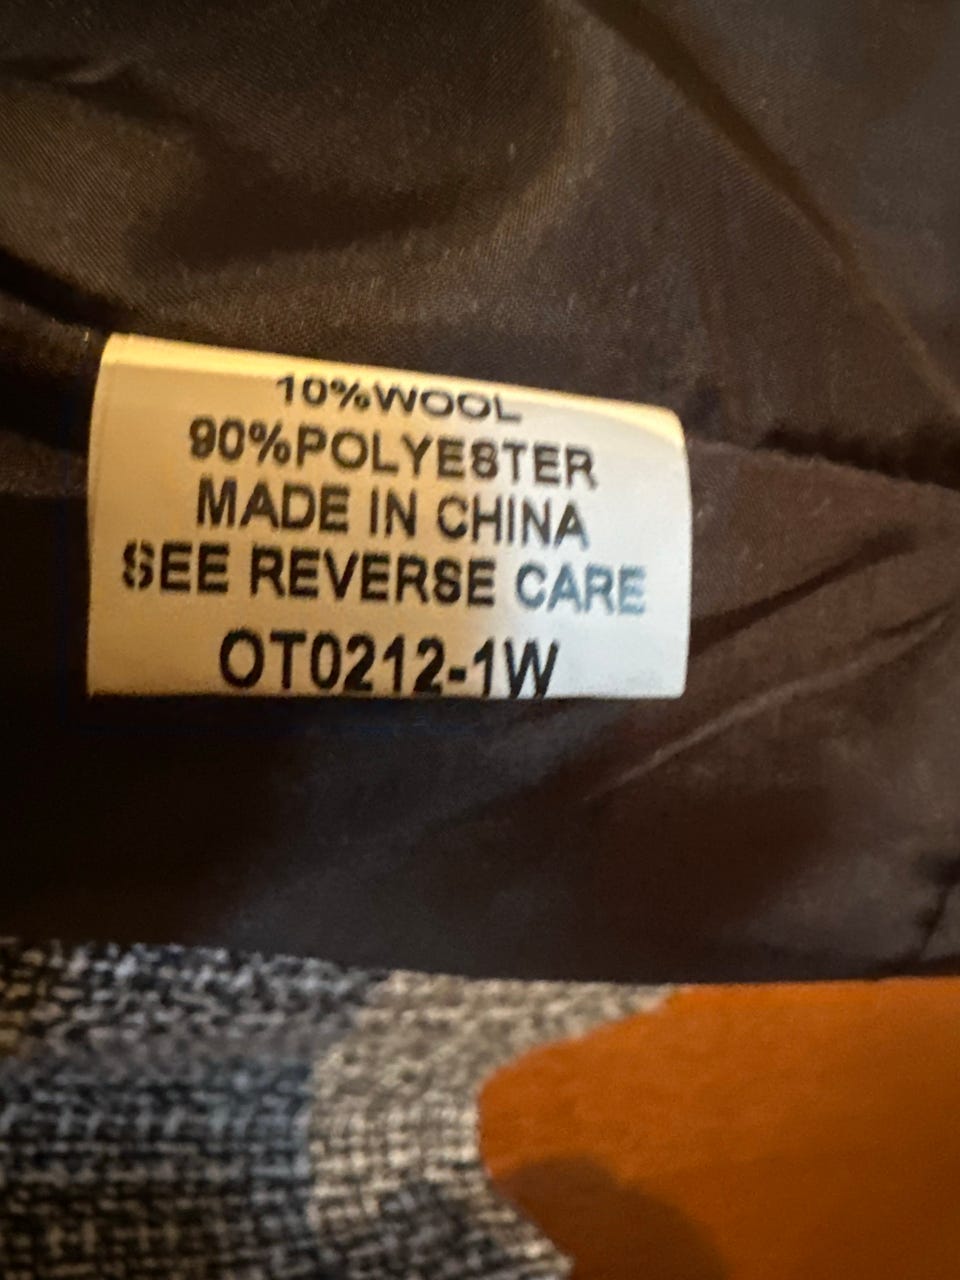 10%WOOL
90%POLYESTER
MADE IN CHINA
SEE REVERSE CARE
OT0212-1W